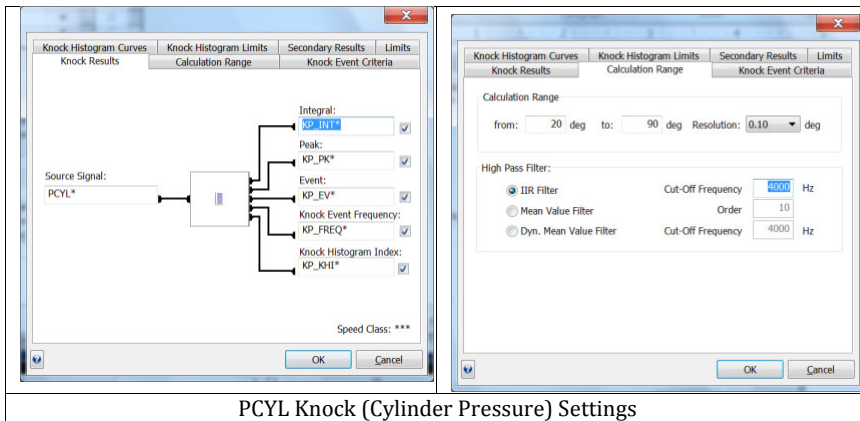 Knock Histogram Curves Knock Histogram Limits Secondary Results Limits
Knock Results Calculation Range Knock Event Criteria
Integral:
KP_INT*
Peak:
KP_PK*
Source Signal:
Event:
PCYL*
KP_EV*
Knock Event Frequency:
KP_FREQ*
Knock Histogram Index:
KP_KHI*
Speed Class: ***
OK Cancel
Knock Histogram Curves Knock Histogram Limits Secondary Results Limits
Knock Results Calculation Range Knock Event Criteria
Calculation Range
from: 20 deg to: 90 deg Resolution: 0.10 deg
High Pass Filter:
IIR Filter Cut-Off Frequency 4000 Hz
Mean Value Filter Order 10
Dyn. Mean Value Filter Cut-Off Frequency 4000 Hz
OK Cancel
PCYL Knock (Cylinder Pressure) Settings